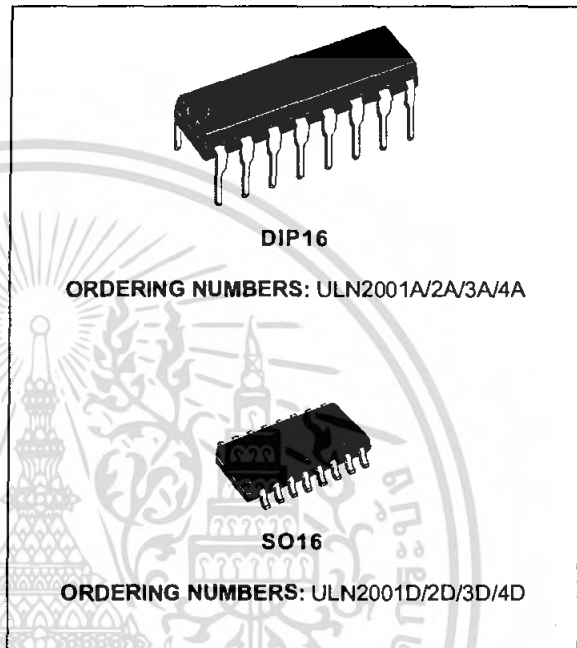 DIP16
ORDERING NUMBERS: ULN2001A/2A/3A/4A
SO16
ORDERING NUMBERS: ULN2001D/2D/3D/4D